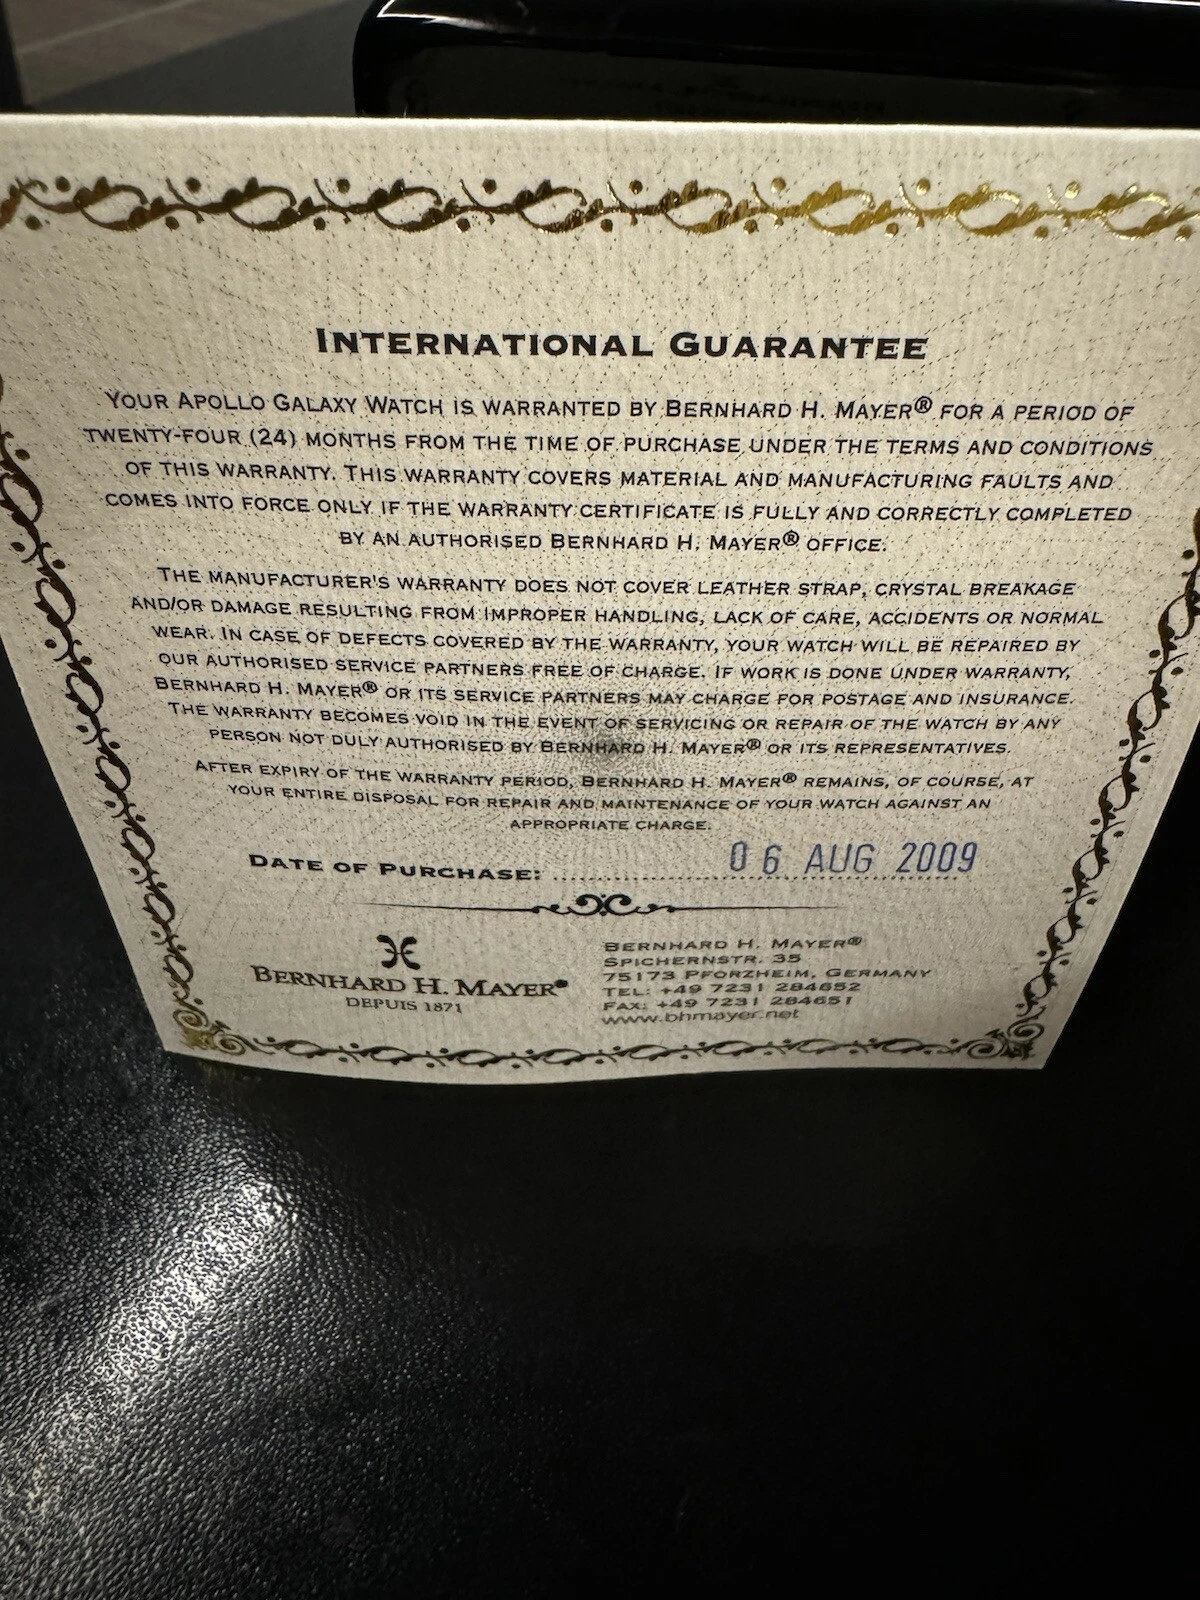 INTERNATIONAL GUARANTEE
YOUR APOLLO GALAXY WATCH IS WARRANTED BY BERNHARD H. MAYER® FOR A PERIOD OF
TWENTY-FOUR (24) MONTHS FROM THE TIME OF PURCHASE UNDER THE TERMS AND CONDITIONS
OF THIS WARRANTY. THIS WARRANTY COVERS MATERIAL AND MANUFACTURING FAULTS AND
COMES INTO FORCE ONLY IF THE WARRANTY CERTIFICATE IS FULLY AND CORRECTLY COMPLETED
BY AN AUTHORISED BERNHARD H. MAYER® OFFICE.
THE MANUFACTURER'S WARRANTY DOES NOT COVER LEATHER STRAP, CRYSTAL BREAKAGE
AND/OR DAMAGE RESULTING FROM IMPROPER HANDLING, LACK OF CARE, ACCIDENTS OR NORMAL
WEAR. IN CASE OF DEFECTS COVERED BY THE WARRANTY, YOUR WATCH WILL BE REPAIRED BY
OUR AUTHORISED SERVICE PARTNERS FREE OF CHARGE. IF WORK IS DONE UNDER WARRANTY,
BERNHARD H. MAYER® OR ITS SERVICE PARTNERS MAY CHARGE FOR POSTAGE AND INSURANCE.
THE WARRANTY BECOMES VOID IN THE EVENT OF SERVICING OR REPAIR OF THE WATCH BY ANY
PERSON NOT DULY AUTHORISED BY BERNHARD H. MAYER® OR ITS REPRESENTATIVES.
AFTER EXPIRY OF THE WARRANTY PERIOD, BERNHARD H. MAYER® REMAINS, OF COURSE, AT
YOUR ENTIRE DISPOSAL FOR REPAIR AND MAINTENANCE OF YOUR WATCH AGAINST AN
APPROPRIATE CHARGE.
DATE OF PURCHASE: 06 AUG 2009
BERNHARD H. MAYER®
DEPUIS 1871
BERNHARD H. MAYER®
SPICHERNSTR. 35
75173 PFORZHEIM, GERMANY
TEL: +49 7231 284652
FAX: +49 7231 284651
www.bhmayer.net